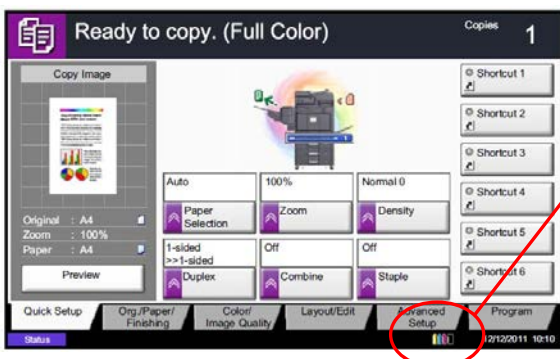 Ready to copy. (Full Color)
Copies
1
Copy Image
Original : A4
Zoom : 100%
Paper : A4
Preview
Auto
100%
Normal 0
Paper
Selection
Zoom
Density
1-sided
>>1-sided
Off
Off
Duplex
Combine
Staple
Shortcut 1
Shortcut 2
Shortcut 3
Shortcut 4
Shortcut 5
Shortcut 6
Quick Setup
Org./Paper/
Finishing
Color/
Image Quality
Layout/Edit
Advanced
Setup
Program
Status
12/12/2011 10:10